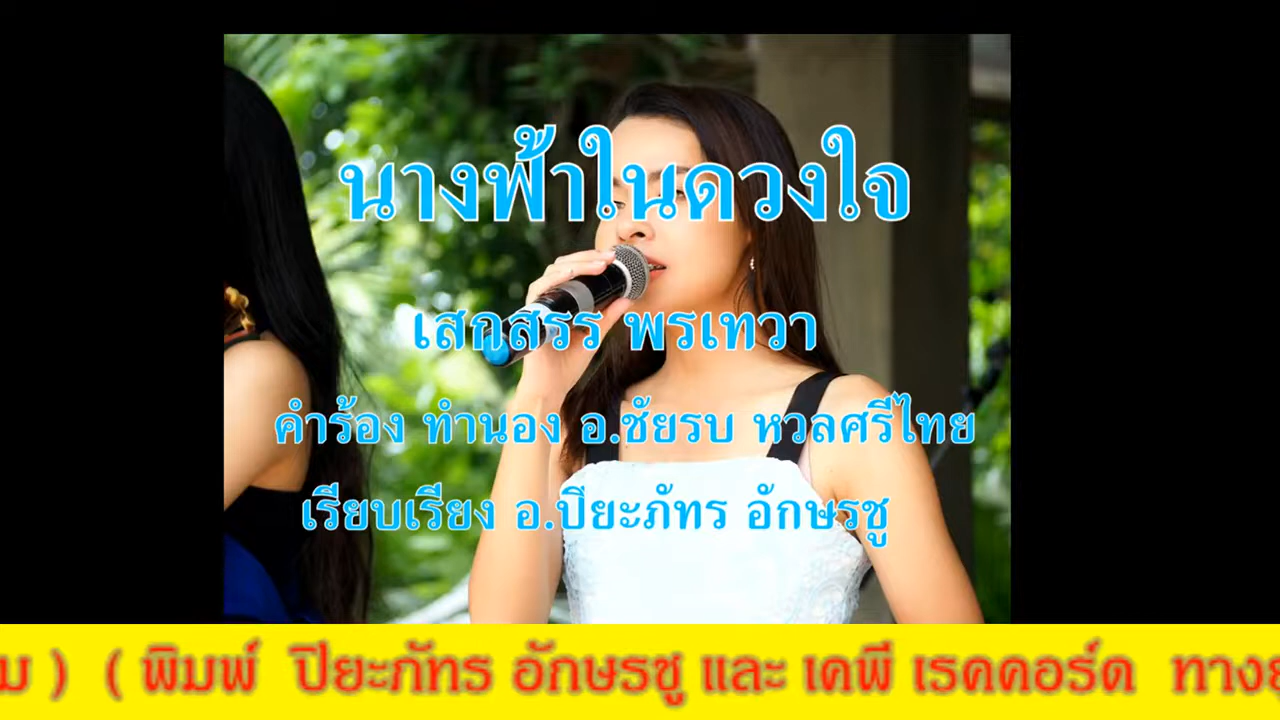 นางฟ้าในดวงใจ
เสกสรร พรเทวา
คำร้อง ทำนอง อ.ชัยรบ หวลศรีไทย
เรียบเรียง อ.ปิยะภัทร อักษรชู
ม ) ( พิมพ์ ปิยะภัทร อักษรชู และ เคพี เรคคอร์ด ทาง